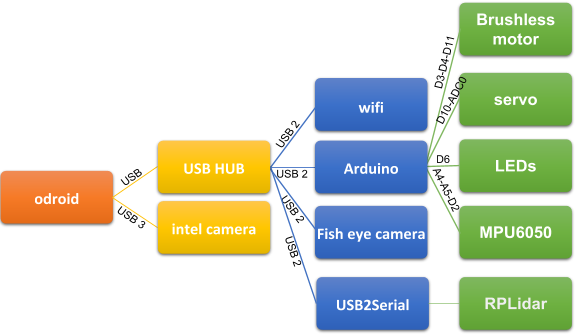 Brushless
motor
D3-D4-D11
wifi
servo
D10-ADC0
USB 2
USB HUB
USB
USB 2
Arduino
D6
LEDs
odroid
A4-A5-D2
USB 3
intel camera
USB 2
Fish eye camera
MPU6050
USB 2
USB2Serial
RPLidar